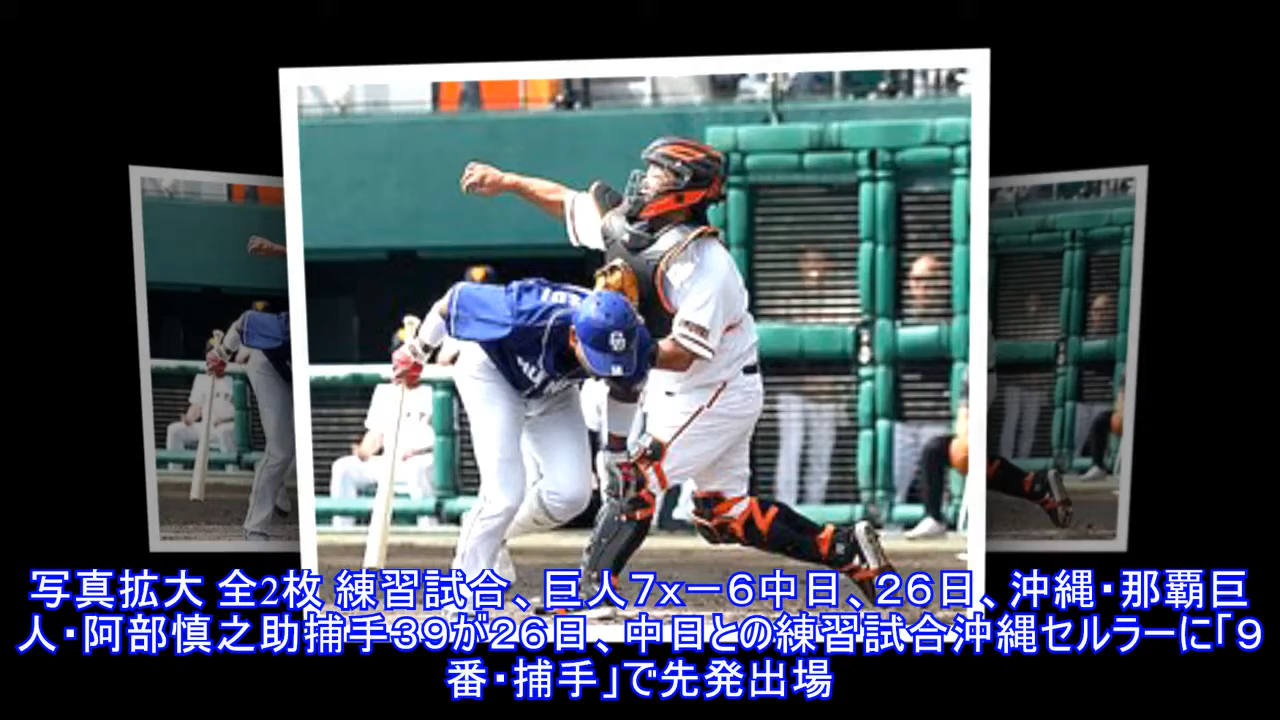 写真拡大 全2枚 練習試合、巨人７ｘ－６中日、２６日、沖縄・那覇巨
人・阿部慎之助捕手３９が２６日、中日との練習試合沖縄セルラーに「９
番・捕手」で先発出場